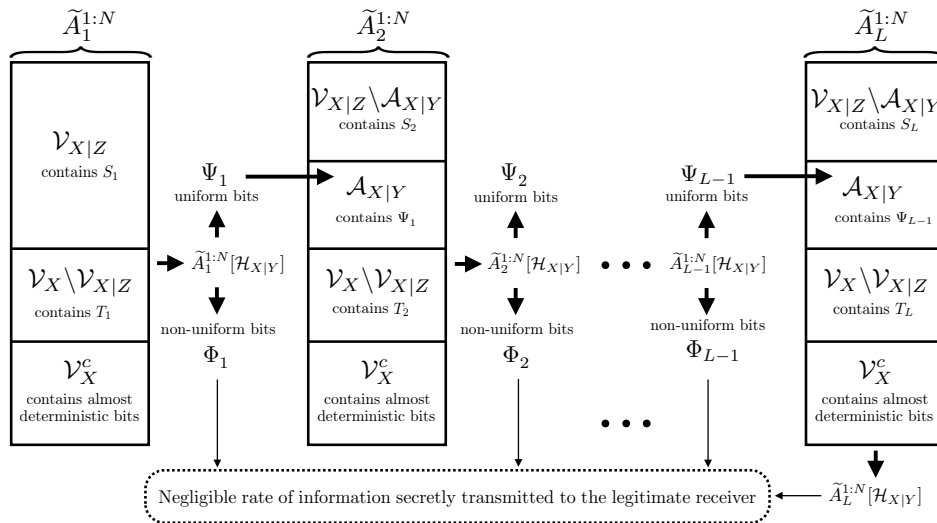 Ã₁^{1:N}
Ã₂^{1:N}
Ã_L^{1:N}
𝒱_{X|Z}
contains S₁
𝒱_X\𝒱_{X|Z}
contains T₁
𝒱_X^c
contains almost
deterministic bits
Ψ₁
uniform bits
Ã₁^{1:N}[ℋ_{X|Y}]
non-uniform bits
Φ₁
𝒱_{X|Z}\𝒜_{X|Y}
contains S₂
𝒜_{X|Y}
contains Ψ₁
𝒱_X\𝒱_{X|Z}
contains T₂
𝒱_X^c
contains almost
deterministic bits
Ψ₂
uniform bits
Ã₂^{1:N}[ℋ_{X|Y}]
non-uniform bits
Φ₂
Ψ_{L−1}
uniform bits
Ã_{L−1}^{1:N}[ℋ_{X|Y}]
non-uniform bits
Φ_{L−1}
𝒱_{X|Z}\𝒜_{X|Y}
contains S_L
𝒜_{X|Y}
contains Ψ_{L−1}
𝒱_X\𝒱_{X|Z}
contains T_L
𝒱_X^c
contains almost
deterministic bits
Negligible rate of information secretly transmitted to the legitimate receiver
Ã_L^{1:N}[ℋ_{X|Y}]